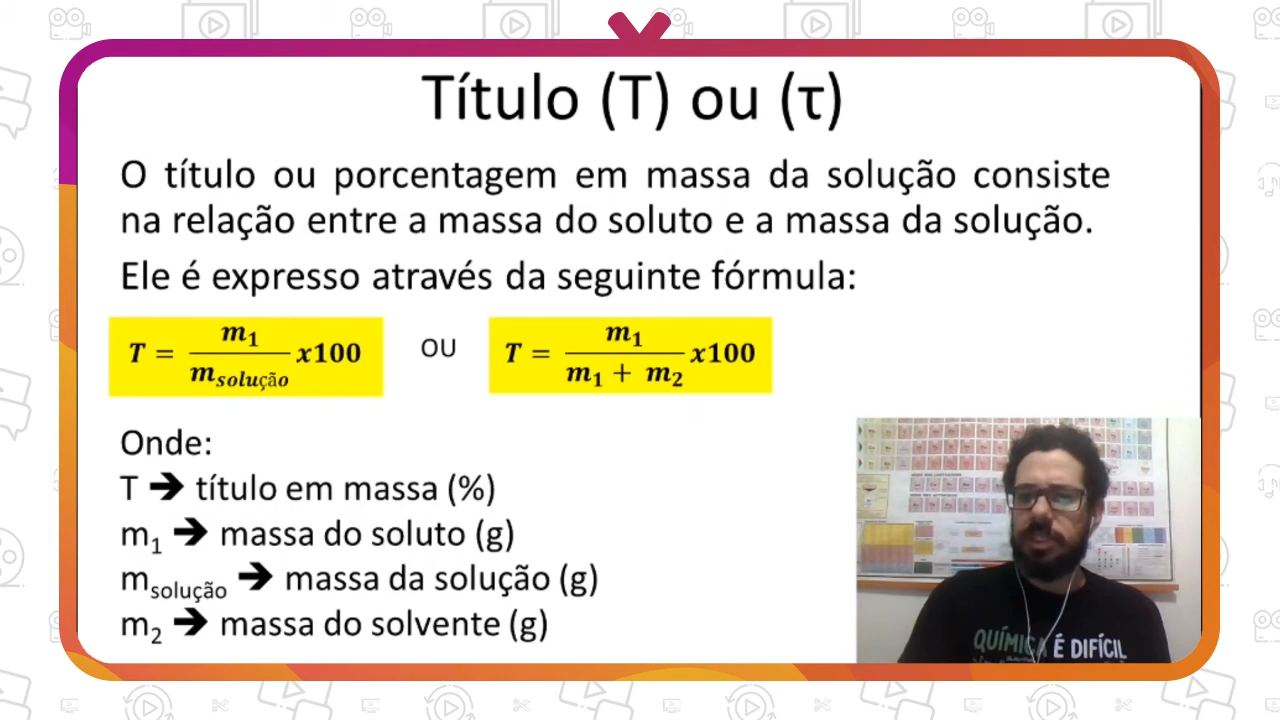 Título (T) ou (τ)
O título ou porcentagem em massa da solução consiste
na relação entre a massa do soluto e a massa da solução.
Ele é expresso através da seguinte fórmula:
T = m₁ / m_solução x100 OU T = m₁ / m₁ + m₂ x100
Onde:
T ➔ título em massa (%)
m₁ ➔ massa do soluto (g)
m_solução ➔ massa da solução (g)
m₂ ➔ massa do solvente (g)
QUÍMICA É DIFÍCIL